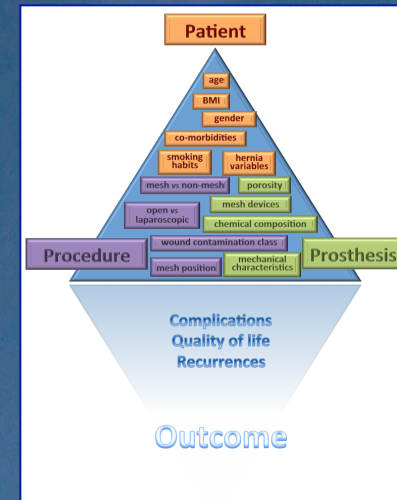 Patient
age
BMI
gender
co-morbidities
smoking
habits
hernia
variables
mesh vs non-mesh
porosity
mesh devices
open vs
laparoscopic
chemical composition
wound contamination class
Procedure
Prosthesis
mesh position
mechanical
characteristics
Complications
Quality of life
Recurrences
Outcome